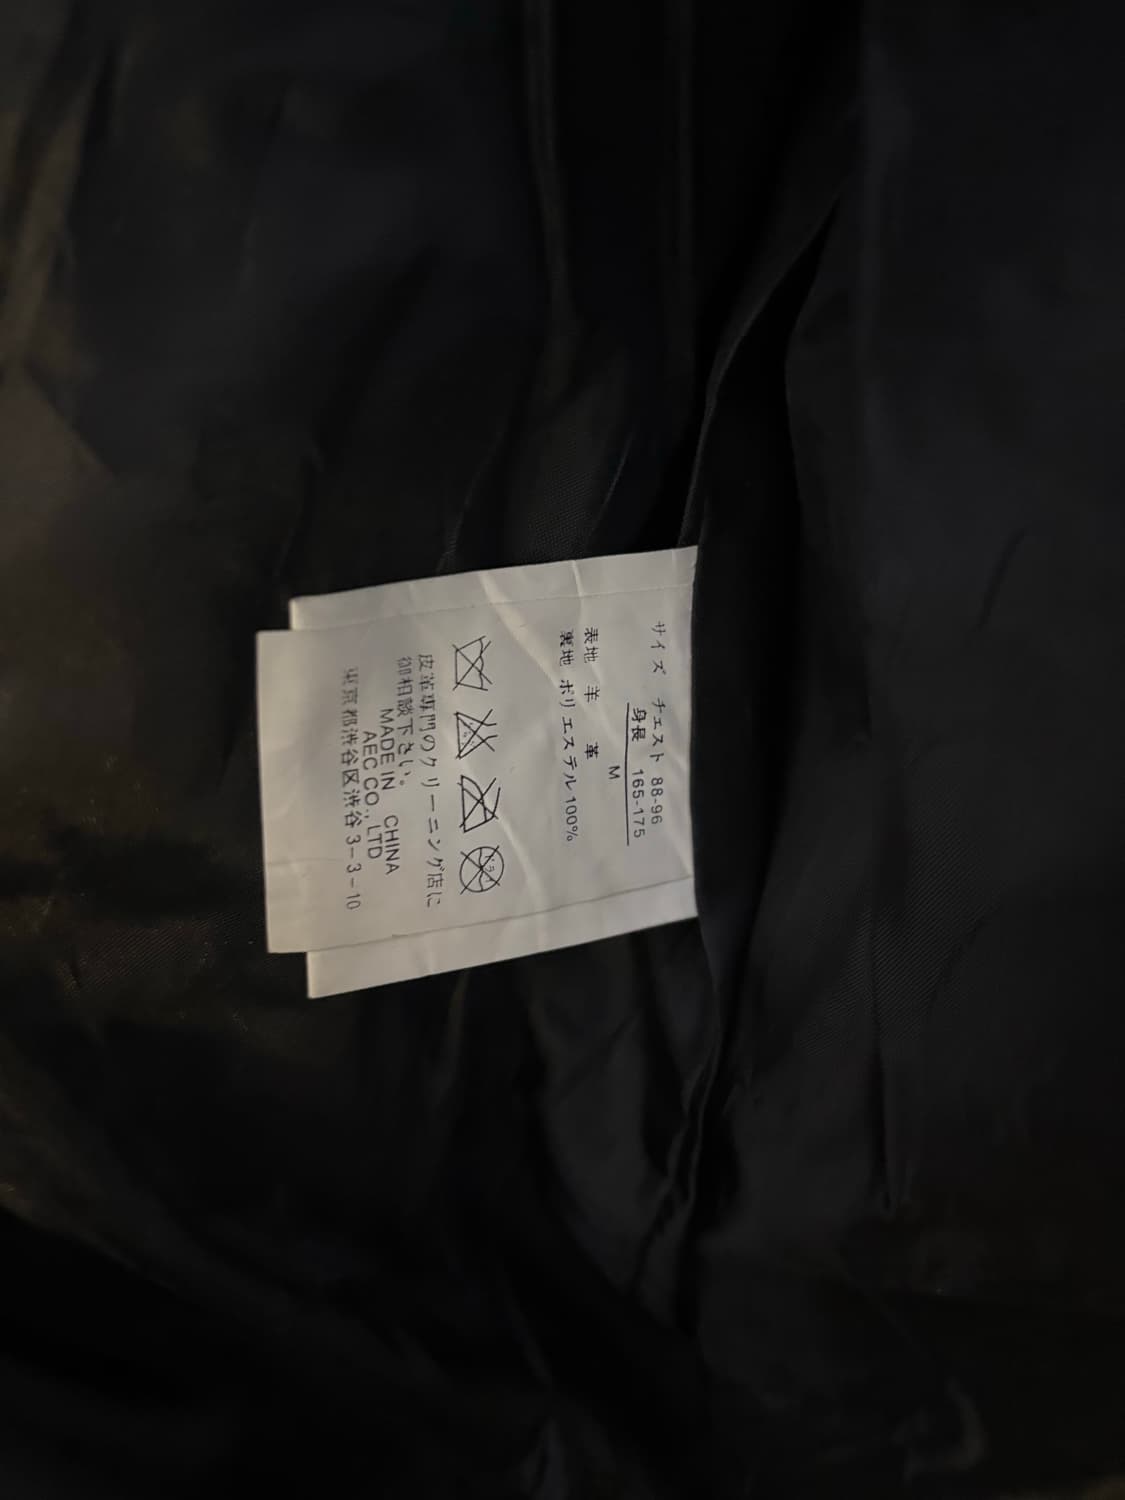 サイズ チェスト 88-96
身長 165-175
M
表地 羊 革
裏地 ポリエステル 100%
皮革専門のクリーニング店に
御相談下さい。
MADE IN CHINA
AEC CO., LTD
東京都渋谷区渋谷 3-3-10